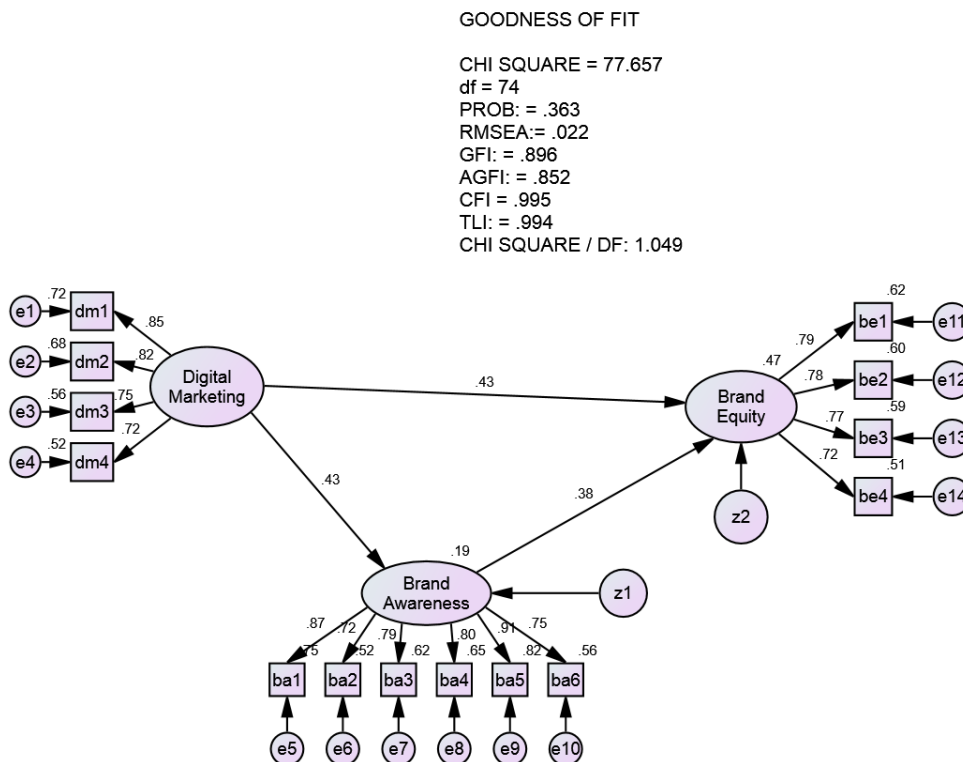 GOODNESS OF FIT
CHI SQUARE = 77.657
df = 74
PROB: = .363
RMSEA:= .022
GFI: = .896
AGFI: = .852
CFI = .995
TLI: = .994
CHI SQUARE / DF: 1.049
e1 .72 dm1 .85
e2 .68 dm2 .82
e3 .56 dm3 .75
e4 .52 dm4 .72
Digital
Marketing
.43
.43
.38
.47
Brand
Equity
z2
.79 be1 .62 e11
.78 be2 .60 e12
.77 be3 .59 e13
.72 be4 .51 e14
.19
Brand
Awareness
z1
.87 .72 .79 .80 .91 .75
.75 .52 .62 .65 .82 .56
ba1 ba2 ba3 ba4 ba5 ba6
e5 e6 e7 e8 e9 e10